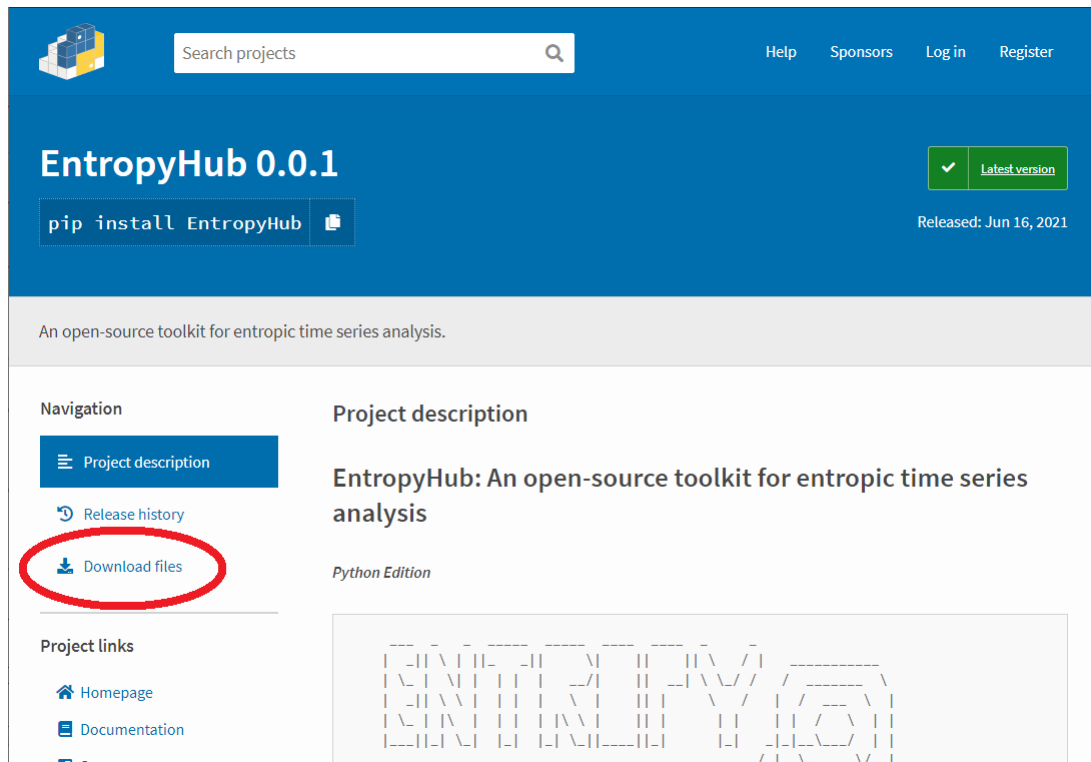 Search projects
Help Sponsors Log in Register
EntropyHub 0.0.1
Latest version
pip install EntropyHub
Released: Jun 16, 2021
An open-source toolkit for entropic time series analysis.
Navigation
Project description
Release history
Download files
Project links
Homepage
Documentation
Project description
EntropyHub: An open-source toolkit for entropic time series
analysis
Python Edition